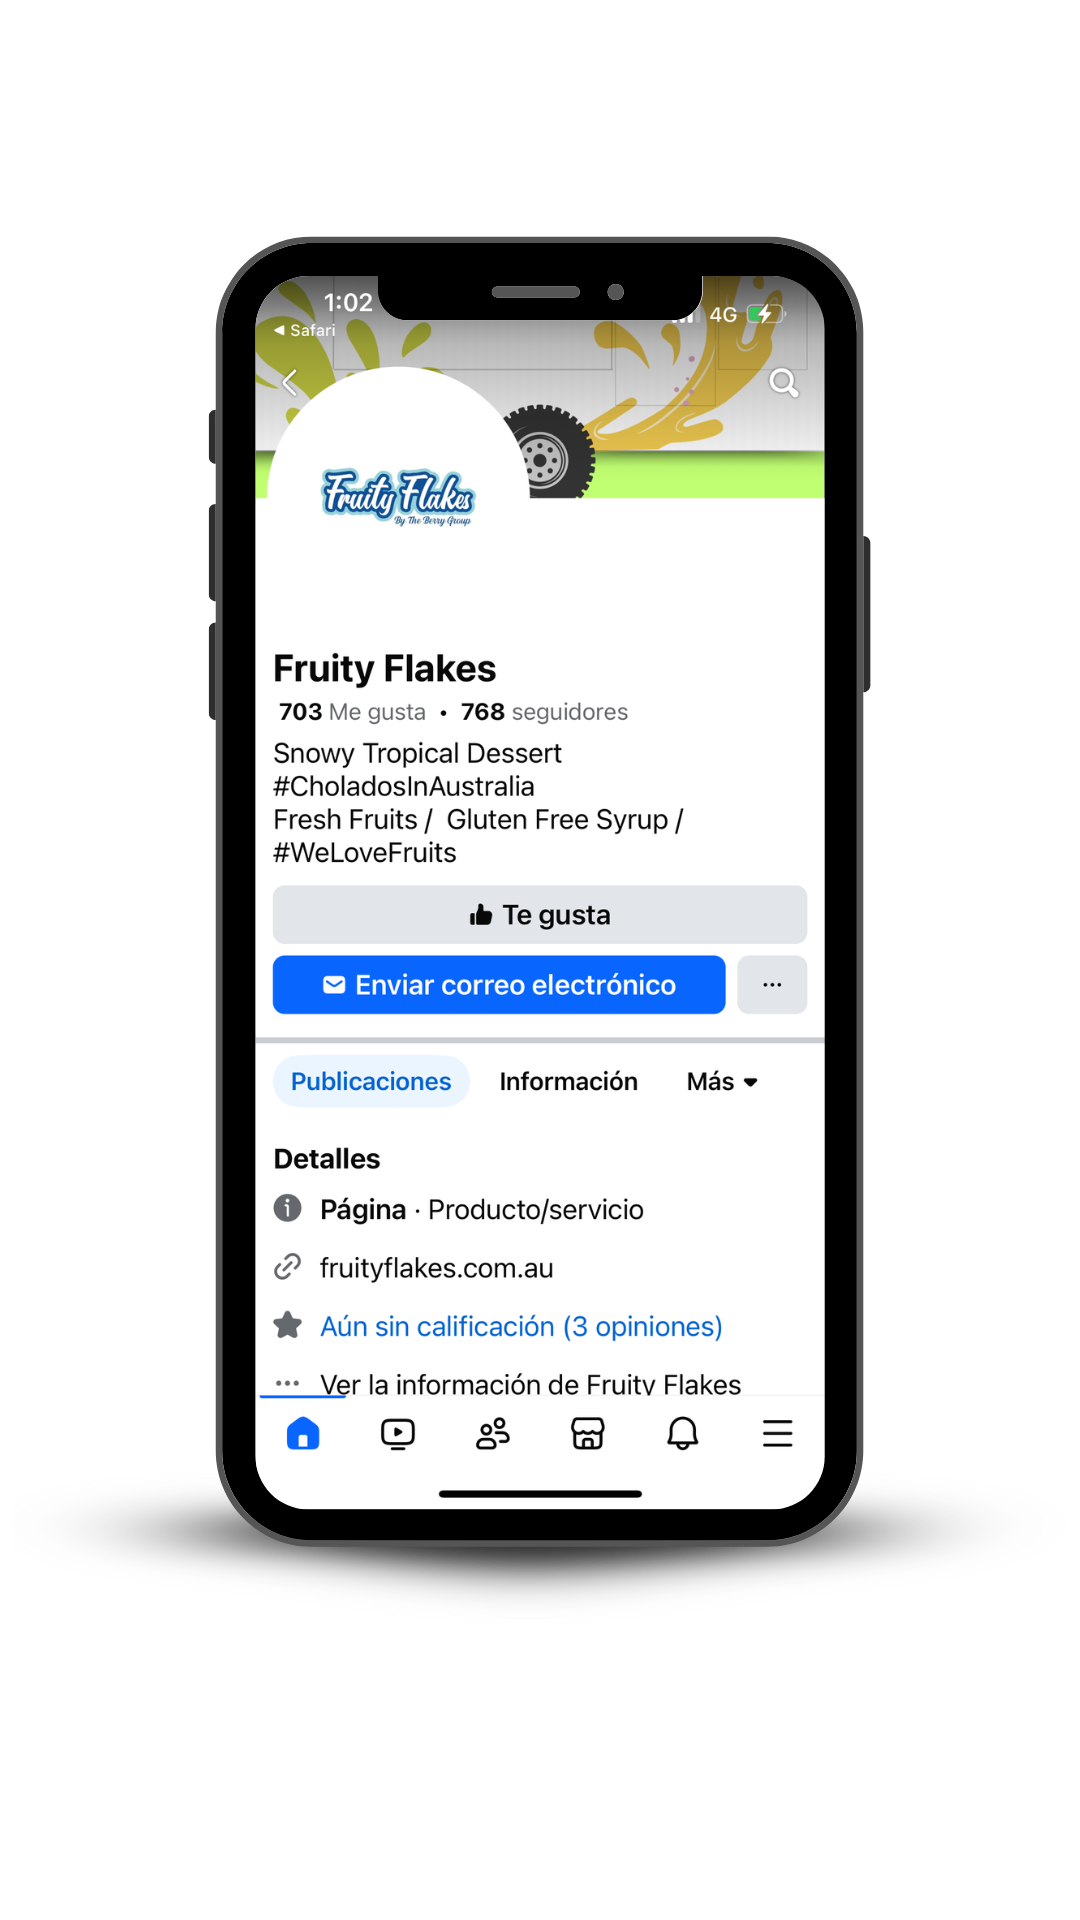 1:02
4G
Safari
Fruity Flakes
By The Berry Group
Fruity Flakes
703 Me gusta • 768 seguidores
Snowy Tropical Dessert
#CholadosInAustralia
Fresh Fruits / Gluten Free Syrup /
#WeLoveFruits
Te gusta
Enviar correo electrónico
Publicaciones Información Más
Detalles
Página · Producto/servicio
fruityflakes.com.au
Aún sin calificación (3 opiniones)
Ver la información de Fruity Flakes